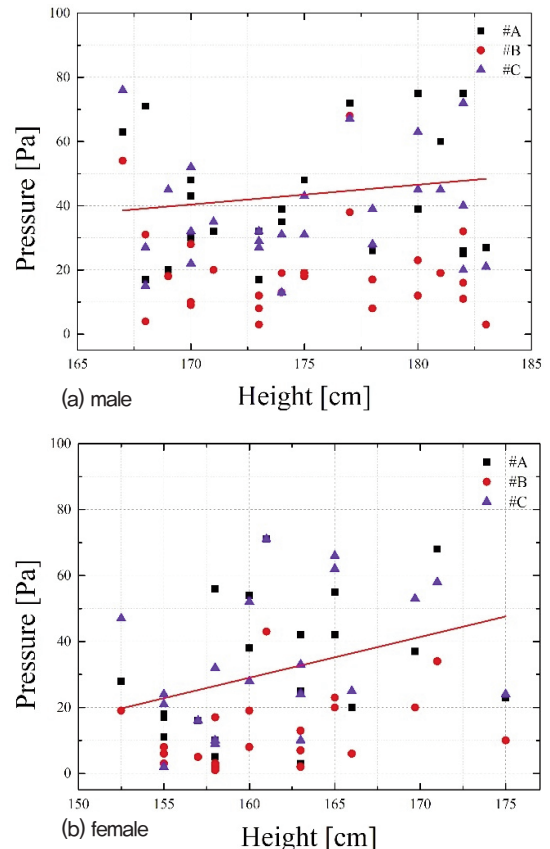 100
#A
#B
80
#C
60
40
20
0
165
170
175
180
185
Pressure [Pa]
(a) male
Height [cm]
100
#A
#B
80
#C
60
40
20
0
150
155
160
165
170
175
Pressure [Pa]
(b) female
Height [cm]